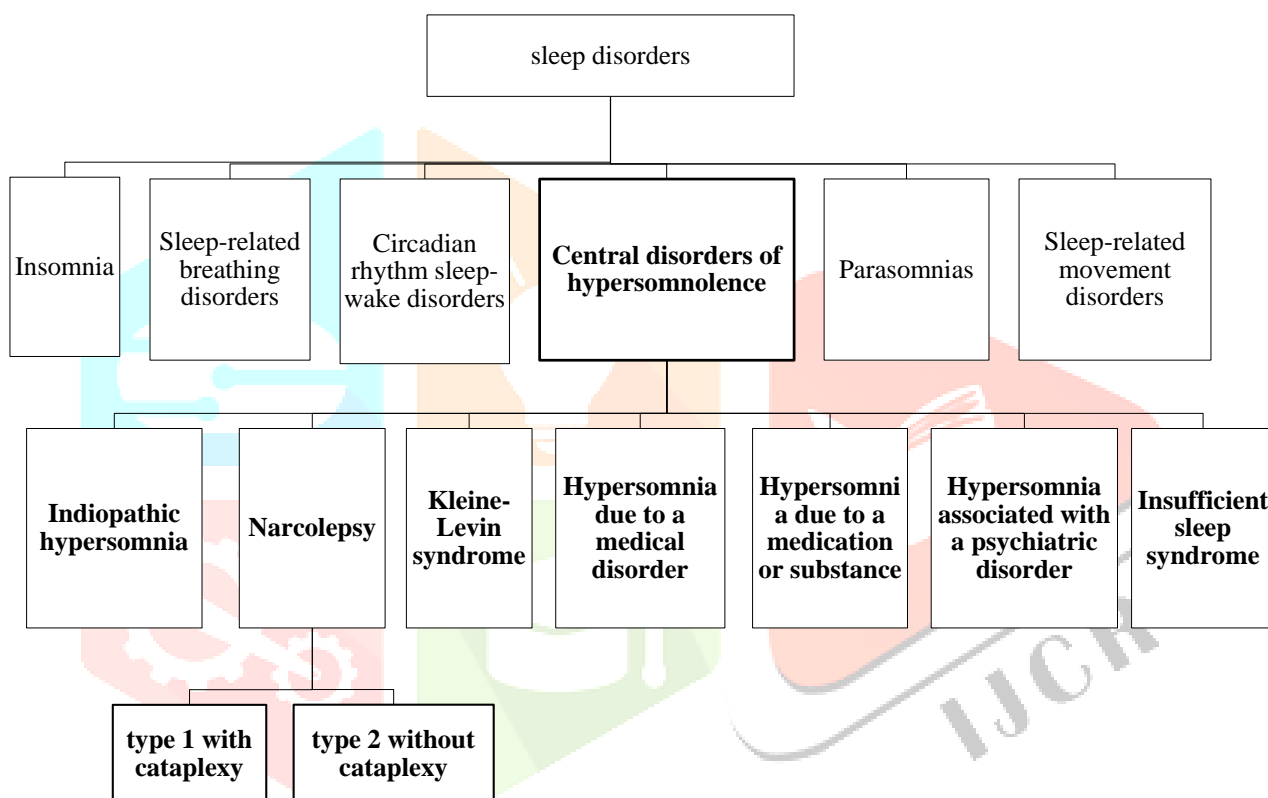 sleep disorders
Insomnia
Sleep-related
breathing
disorders
Circadian
rhythm sleep-
wake disorders
Central disorders of
hypersomnolence
Parasomnias
Sleep-related
movement
disorders
Indiopathic
hypersomnia
Narcolepsy
Kleine-
Levin
syndrome
Hypersomnia
due to a
medical
disorder
Hypersomni
a due to a
medication
or substance
Hypersomnia
associated with
a psychiatric
disorder
Insufficient
sleep
syndrome
type 1 with
cataplexy
type 2 without
cataplexy
IJCR